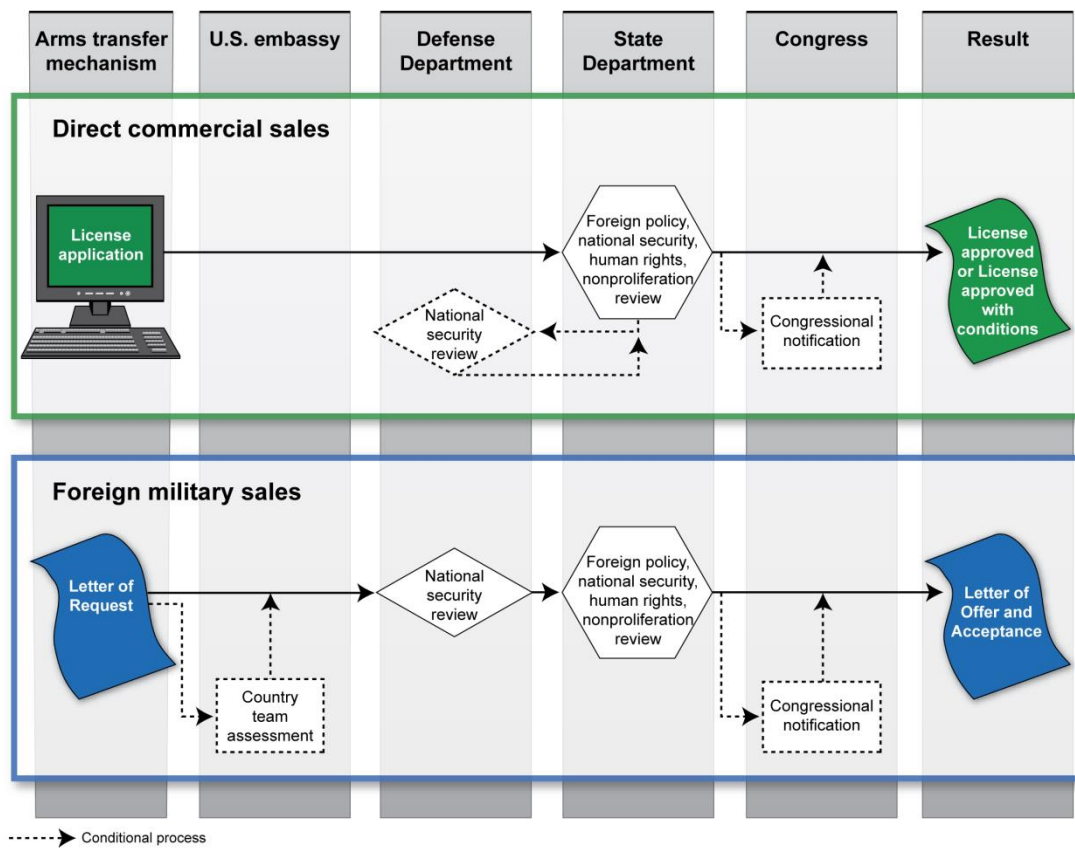 Arms transfer
mechanism
U.S. embassy
Defense
Department
State
Department
Congress
Result
Direct commercial sales
License
application
Foreign policy,
national security,
human rights,
nonproliferation
review
National
security
review
Congressional
notification
License
approved
or License
approved
with
conditions
Foreign military sales
Letter of
Request
Country
team
assessment
National
security
review
Foreign policy,
national security,
human rights,
nonproliferation
review
Congressional
notification
Letter of
Offer and
Acceptance
Conditional process